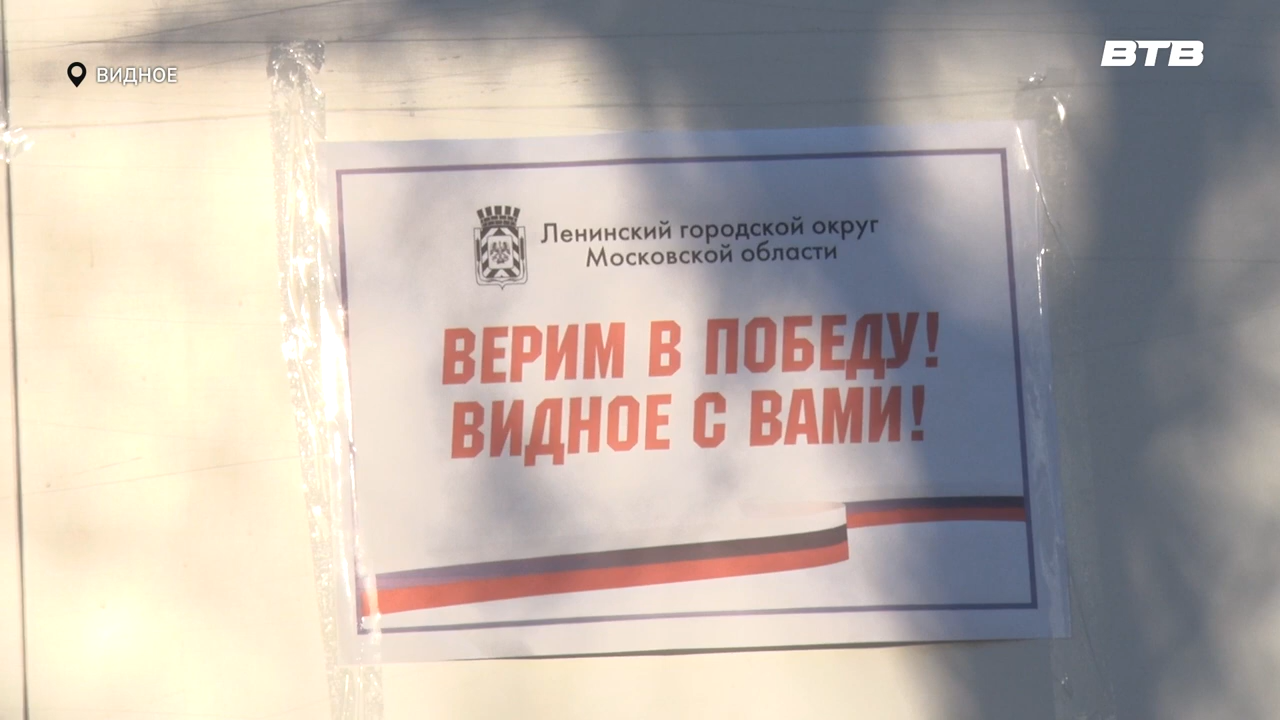 ВИДНОЕ
ВТВ
Ленинский городской округ
Московской области
ВЕРИМ В ПОБЕДУ!
ВИДНОЕ С ВАМИ!